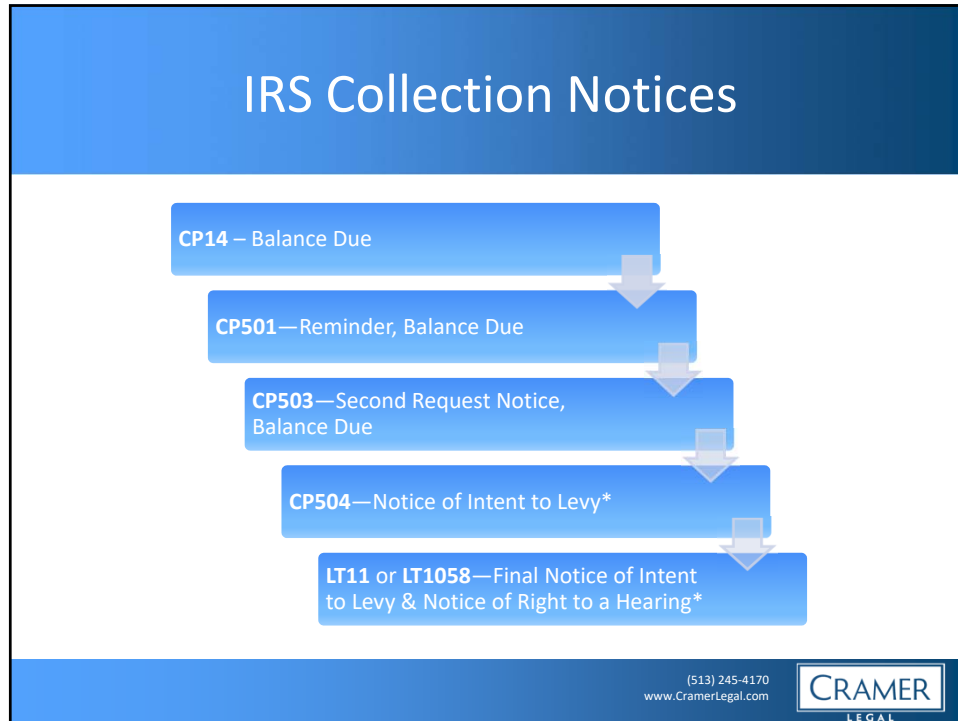 IRS Collection Notices
CP14 – Balance Due
CP501—Reminder, Balance Due
CP503—Second Request Notice,
Balance Due
CP504—Notice of Intent to Levy*
LT11 or LT1058—Final Notice of Intent
to Levy & Notice of Right to a Hearing*
(513) 245-4170
www.CramerLegal.com
CRAMER
LEGAL